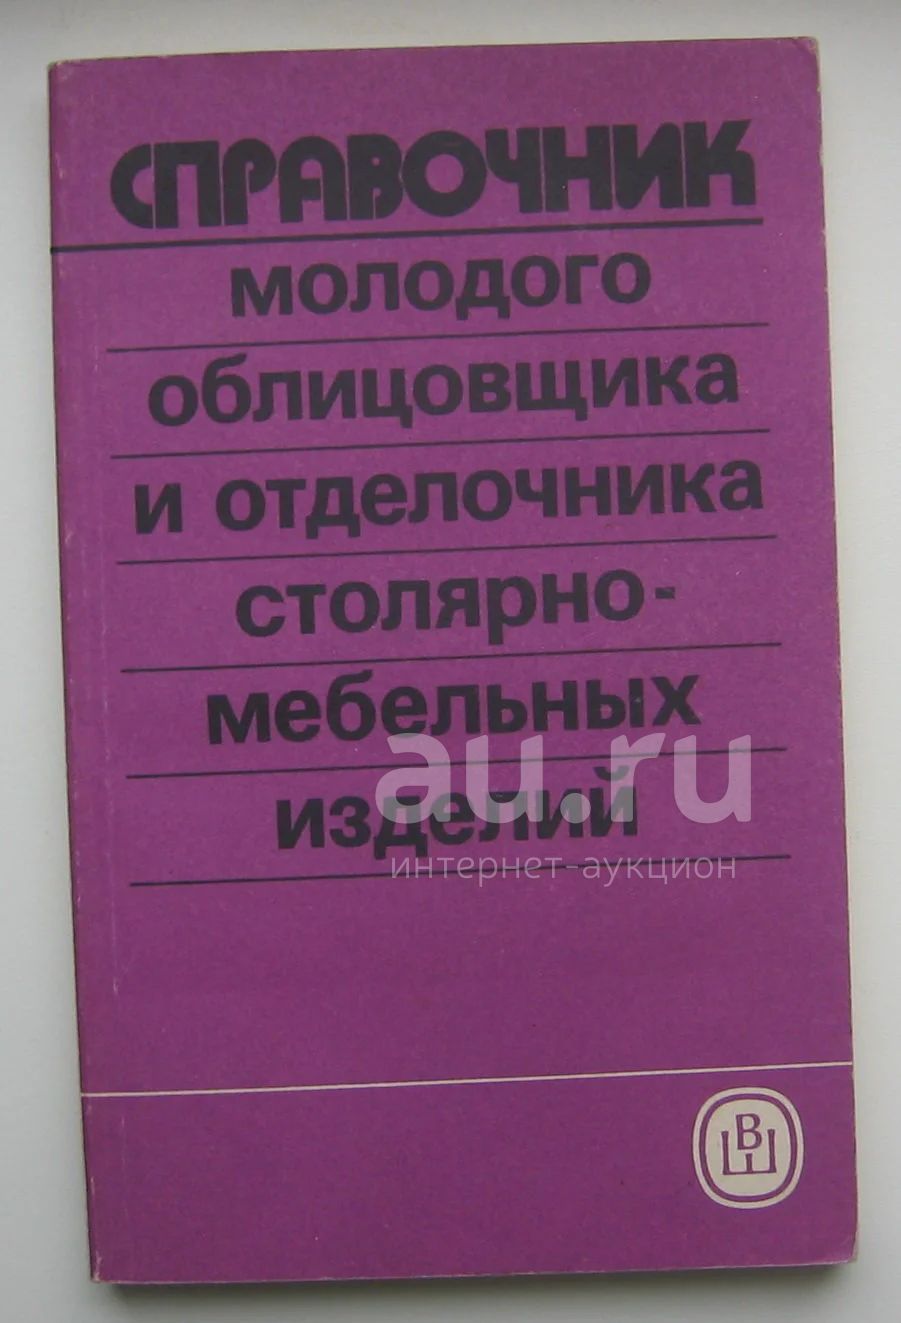 СПРАВОЧНИК
молодого
облицовщика
и отделочника
столярно-
мебельных
изделий
au.ru
интернет-аукцион
ВШ